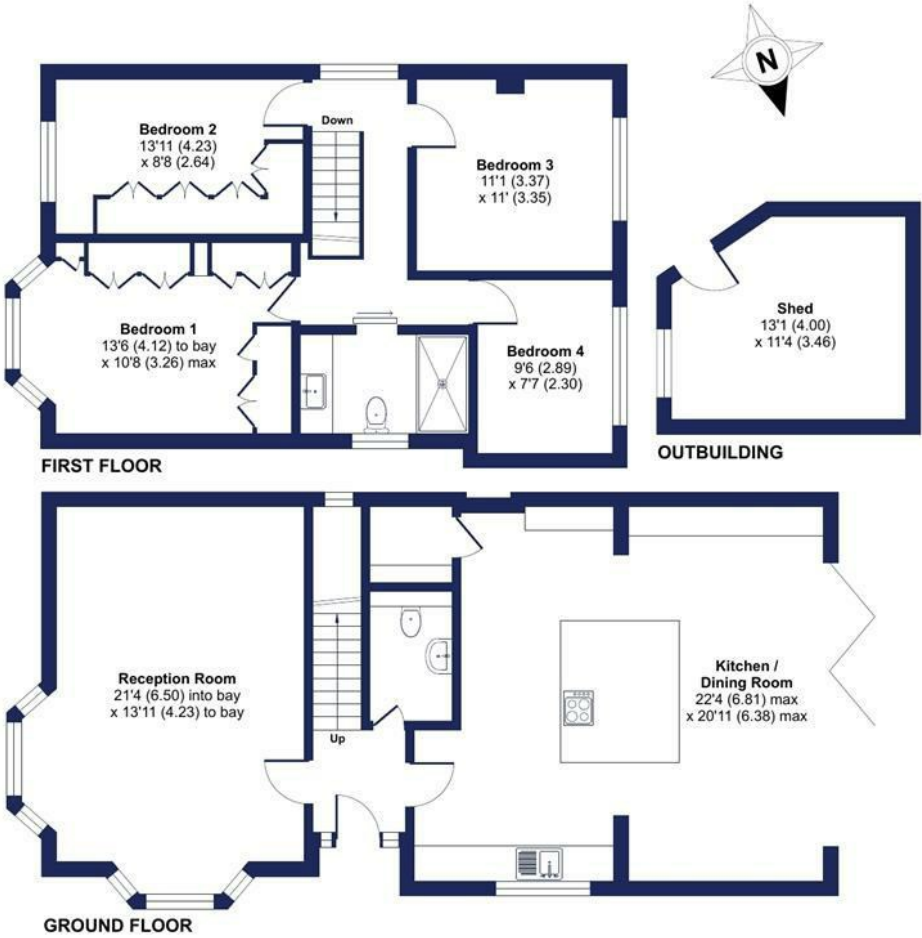 N
Bedroom 2
13'11 (4.23)
x 8'8 (2.64)
Down
Bedroom 3
11'1 (3.37)
x 11' (3.35)
Bedroom 1
13'6 (4.12) to bay
x 10'8 (3.26) max
Bedroom 4
9'6 (2.89)
x 7'7 (2.30)
Shed
13'1 (4.00)
x 11'4 (3.46)
FIRST FLOOR
OUTBUILDING
Reception Room
21'4 (6.50) into bay
x 13'11 (4.23) to bay
Up
Kitchen /
Dining Room
22'4 (6.81) max
x 20'11 (6.38) max
GROUND FLOOR